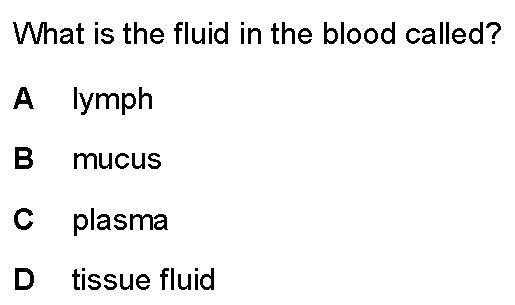 What is the fluid in the blood called?
A lymph
B mucus
C plasma
D tissue fluid